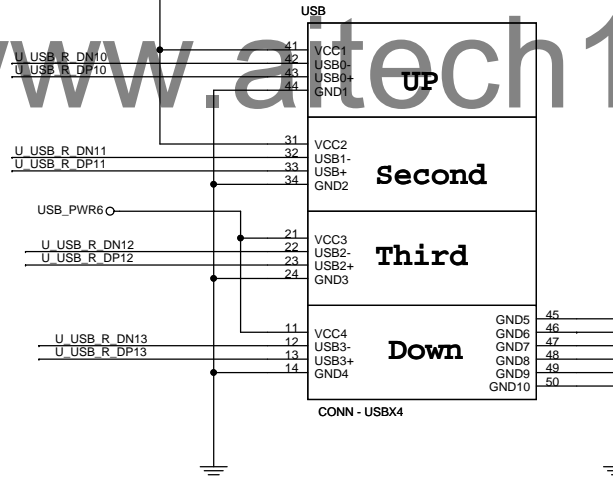 USB
www.aitech1
U_USB_R_DN10
U_USB_R_DP10
41 VCC1
42 USB0-
43 USB0+
44 GND1
UP
U_USB_R_DN11
U_USB_R_DP11
31 VCC2
32 USB1-
33 USB+
34 GND2
Second
USB_PWR6
U_USB_R_DN12
U_USB_R_DP12
21 VCC3
22 USB2-
23 USB2+
24 GND3
Third
U_USB_R_DN13
U_USB_R_DP13
11 VCC4
12 USB3-
13 USB3+
14 GND4
Down
GND5 45
GND6 46
GND7 47
GND8 48
GND9 49
GND10 50
CONN - USBX4